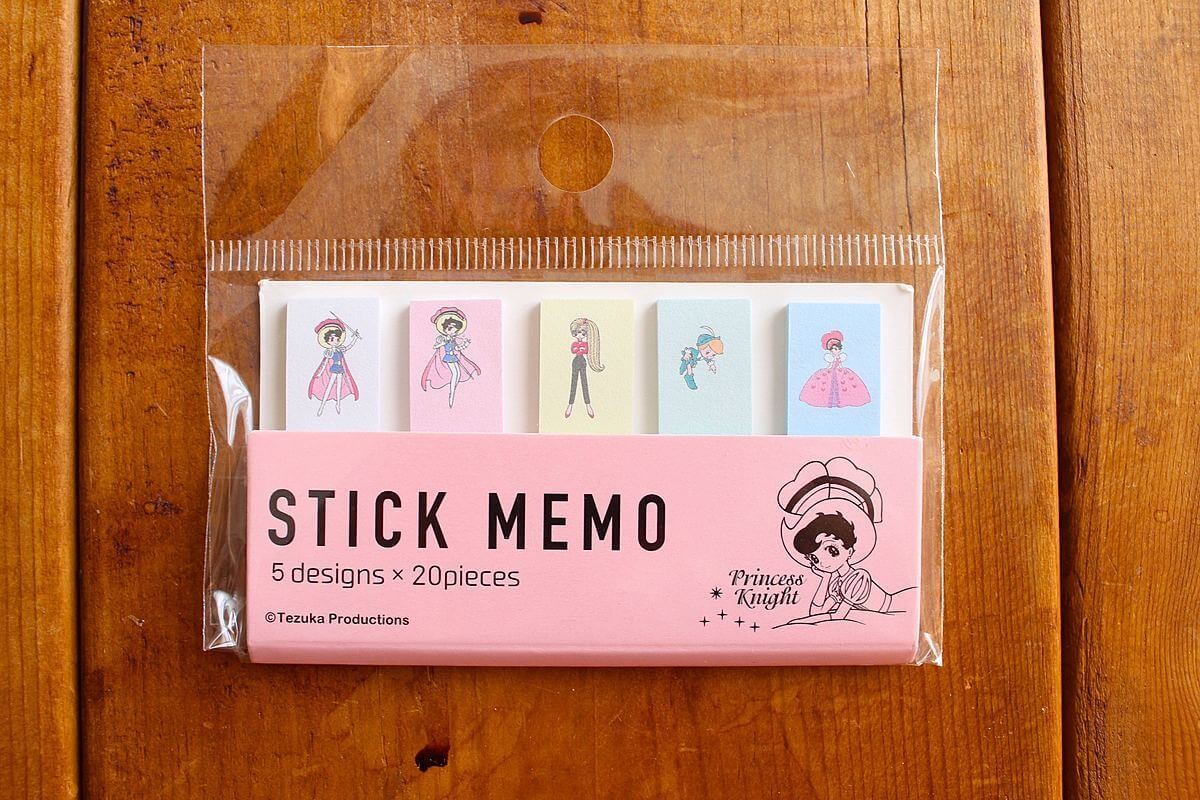 STICK MEMO
5 designs × 20pieces
©Tezuka Productions
Princess
Knight